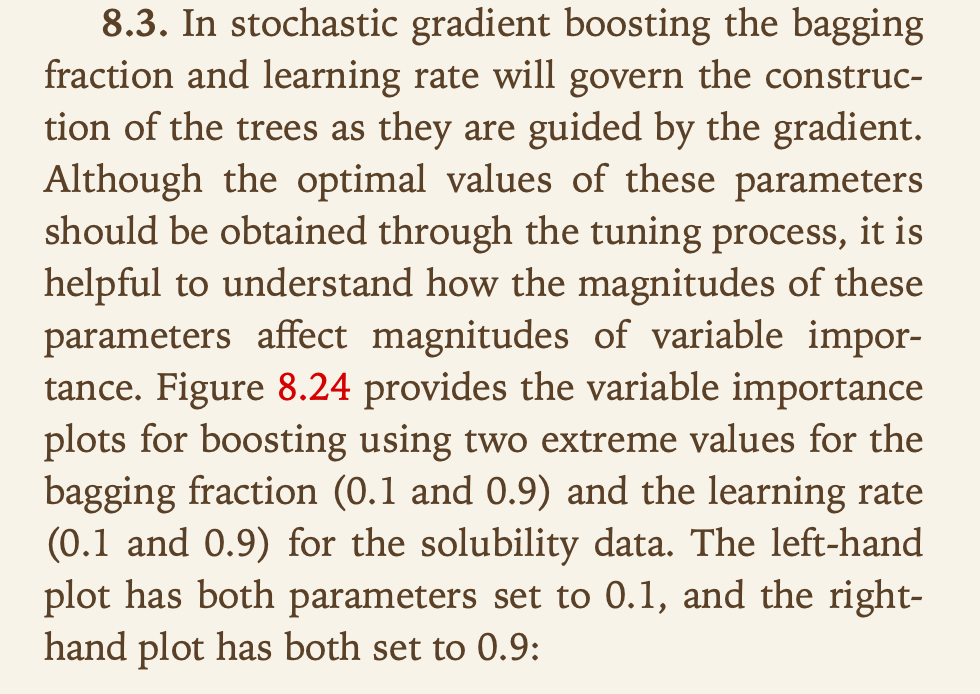 8.3. In stochastic gradient boosting the bagging
fraction and learning rate will govern the construc-
tion of the trees as they are guided by the gradient.
Although the optimal values of these parameters
should be obtained through the tuning process, it is
helpful to understand how the magnitudes of these
parameters affect magnitudes of variable impor-
tance. Figure 8.24 provides the variable importance
plots for boosting using two extreme values for the
bagging fraction (0.1 and 0.9) and the learning rate
(0.1 and 0.9) for the solubility data. The left-hand
plot has both parameters set to 0.1, and the right-
hand plot has both set to 0.9: